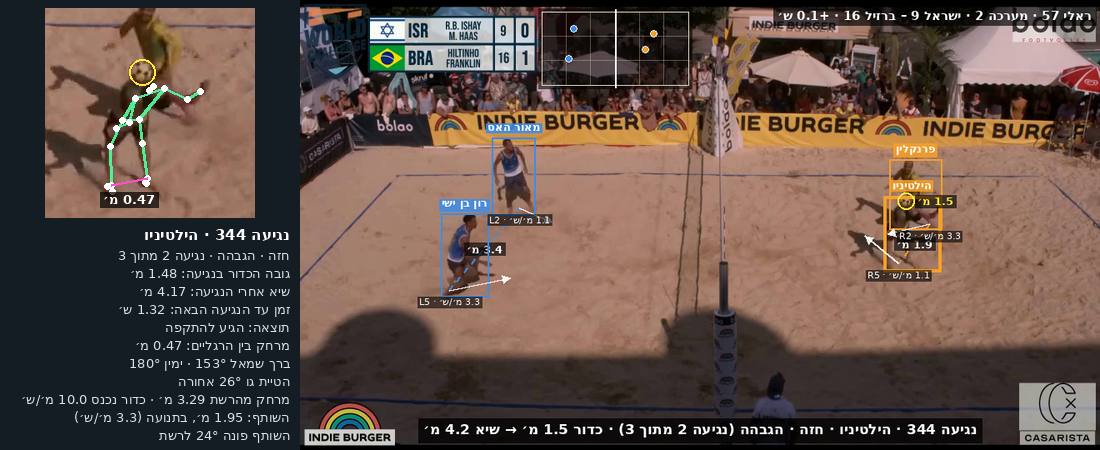 ראלי 57 · מערכה 2 · ישראל 9 – ברזיל 16 · +0.1 ש׳
WORLD
ISR R.B. ISHAY M. HAAS 9 0
BRA HILTINHO FRANKLIN 16 1
bolao
FOOTVOLLEY
INDIE BURGER
bolao
INDIE BURGER
INDIE BURGER
bolao
CASARISTA
מאור האס
L2 · 1.1 מ׳/ש׳
רון בן ישי
3.4 מ׳
L5 · 3.3 מ׳/ש׳
פרנקלין
הילטיניו
1.5 מ׳
R2 · 3.3 מ׳/ש׳
1.9 מ׳
R5 · 1.1 מ׳/ש׳
0.47 מ׳
נגיעה 344 · הילטיניו
חזה · הגבהה · נגיעה 2 מתוך 3
גובה הכדור בנגיעה: 1.48 מ׳
שיא אחרי הנגיעה: 4.17 מ׳
זמן עד הנגיעה הבאה: 1.32 ש׳
תוצאה: הגיע להתקפה
מרחק בין הרגליים: 0.47 מ׳
ברך שמאל 153° · ימין 180°
הטיית גו 26° אחורה
מרחק מהרשת 3.29 מ׳ · כדור נכנס 10.0 מ׳/ש׳
השותף: 1.95 מ׳, בתנועה (3.3 מ׳/ש׳)
השותף פונה 24° לרשת
INDIE BURGER
נגיעה 344 · הילטיניו · חזה · הגבהה (נגיעה 2 מתוך 3) · כדור 1.5 מ׳ → שיא 4.2 מ׳
CASARISTA